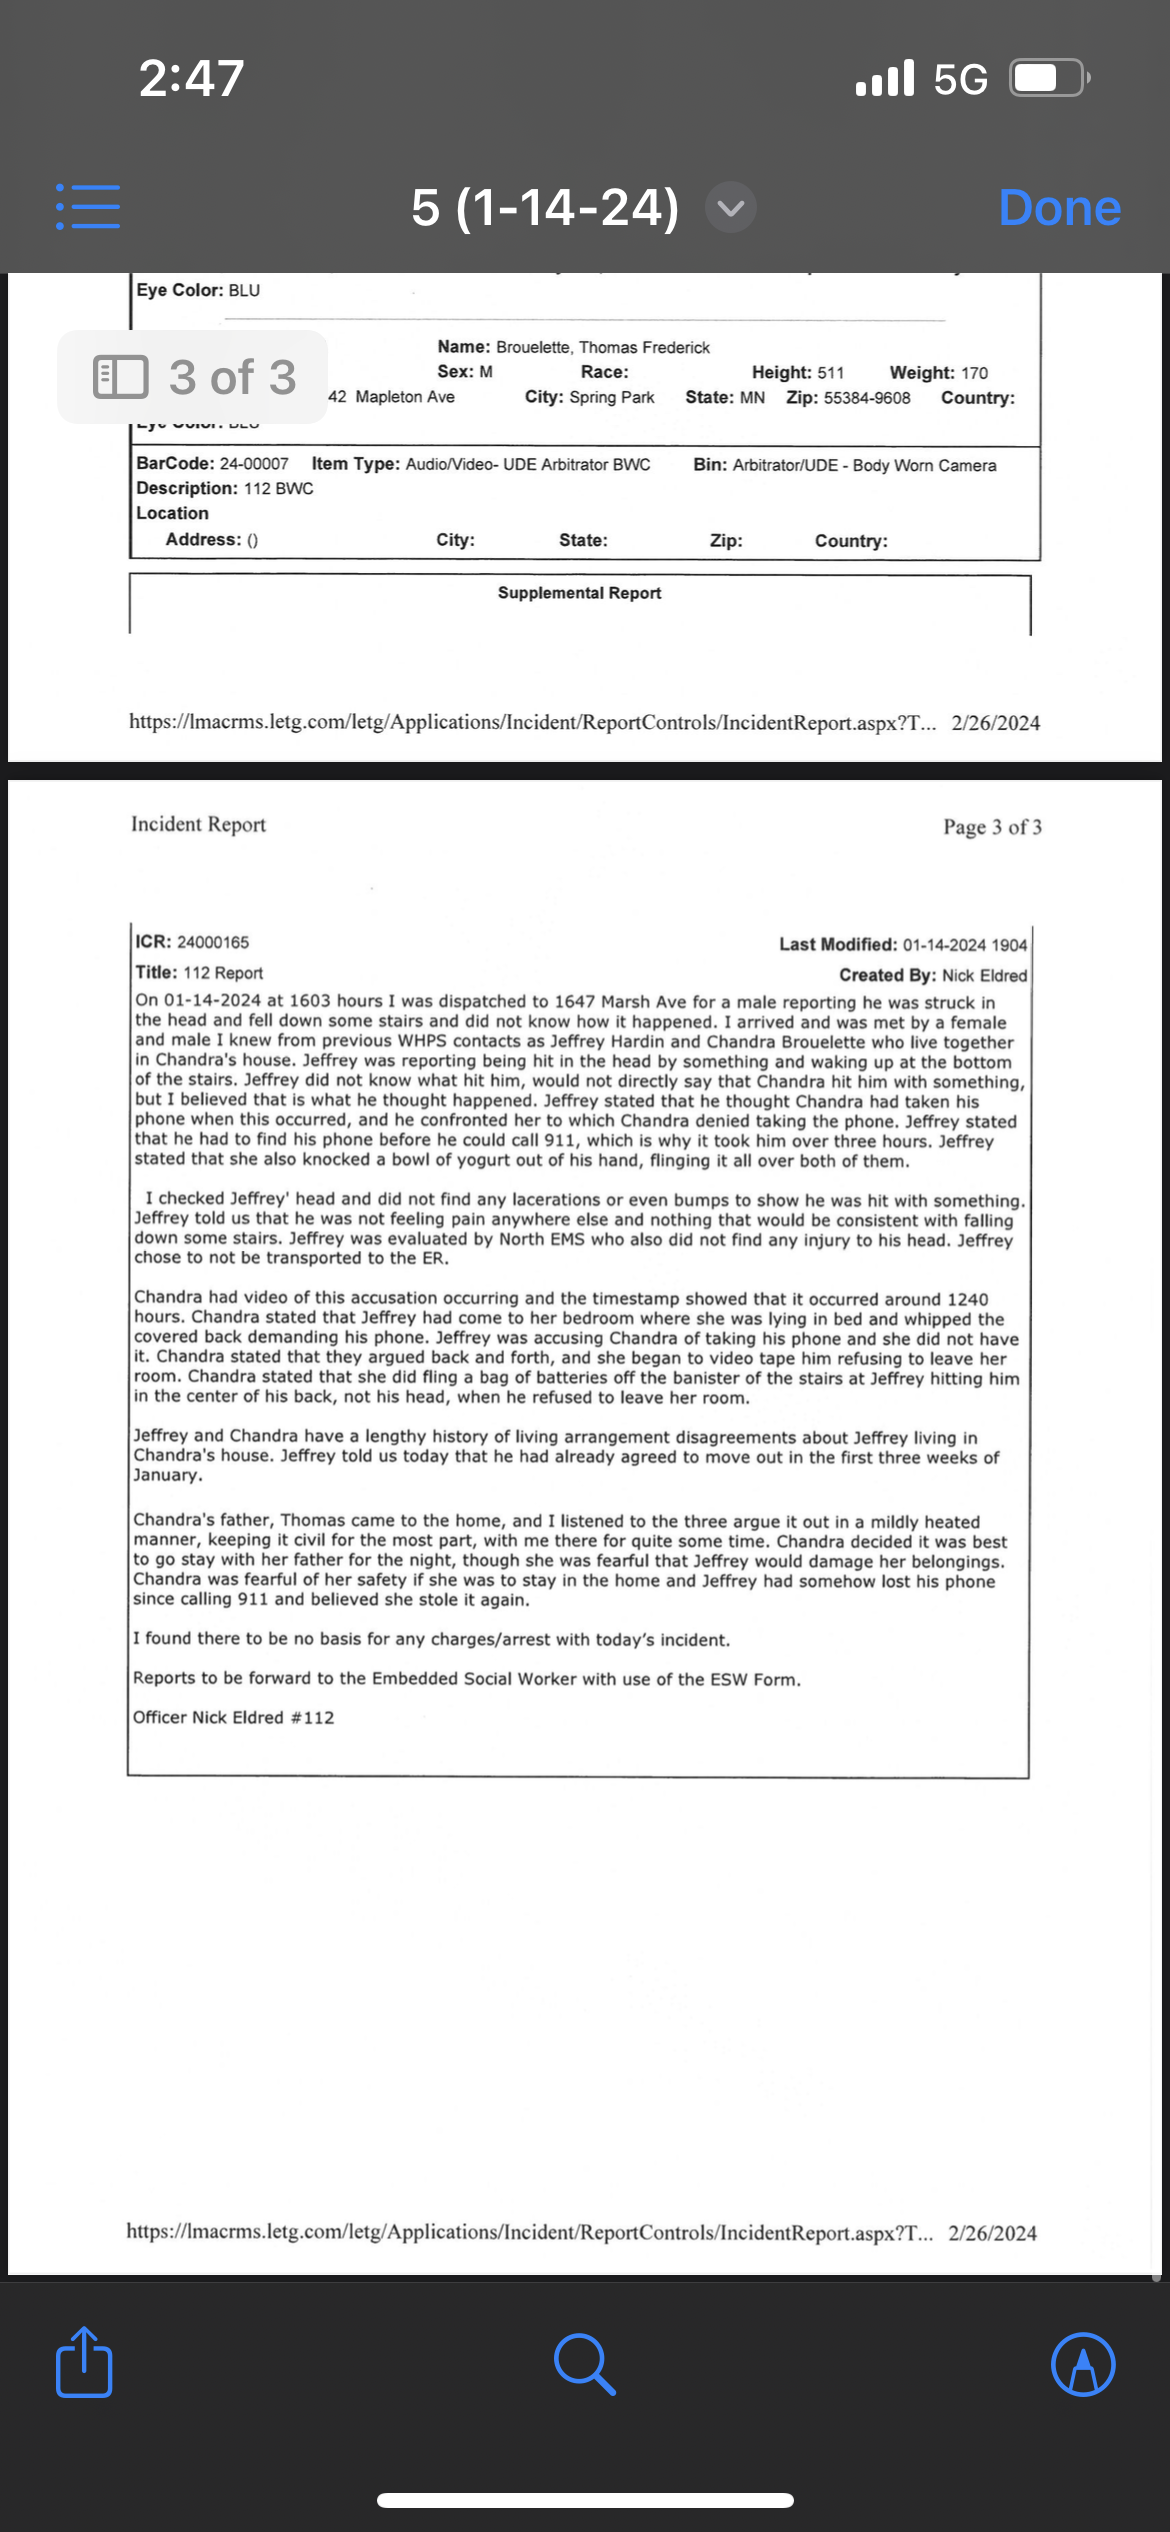 2:47
5G
5 (1-14-24)
Done
Eye Color: BLU
3 of 3
Name: Brouelette, Thomas Frederick
Sex: M Race: Height: 511 Weight: 170
42 Mapleton Ave City: Spring Park State: MN Zip: 55384-9608 Country:
Eye Color: BLU
BarCode: 24-00007 Item Type: Audio/Video- UDE Arbitrator BWC Bin: Arbitrator/UDE - Body Worn Camera
Description: 112 BWC
Location
Address: () City: State: Zip: Country:
Supplemental Report
https://lmacrms.letg.com/letg/Applications/Incident/ReportControls/IncidentReport.aspx?T... 2/26/2024
Incident Report Page 3 of 3
ICR: 24000165 Last Modified: 01-14-2024 1904
Title: 112 Report Created By: Nick Eldred
On 01-14-2024 at 1603 hours I was dispatched to 1647 Marsh Ave for a male reporting he was struck in
the head and fell down some stairs and did not know how it happened. I arrived and was met by a female
and male I knew from previous WHPS contacts as Jeffrey Hardin and Chandra Brouelette who live together
in Chandra's house. Jeffrey was reporting being hit in the head by something and waking up at the bottom
of the stairs. Jeffrey did not know what hit him, would not directly say that Chandra hit him with something,
but I believed that is what he thought happened. Jeffrey stated that he thought Chandra had taken his
phone when this occurred, and he confronted her to which Chandra denied taking the phone. Jeffrey stated
that he had to find his phone before he could call 911, which is why it took him over three hours. Jeffrey
stated that she also knocked a bowl of yogurt out of his hand, flinging it all over both of them.
I checked Jeffrey' head and did not find any lacerations or even bumps to show he was hit with something.
Jeffrey told us that he was not feeling pain anywhere else and nothing that would be consistent with falling
down some stairs. Jeffrey was evaluated by North EMS who also did not find any injury to his head. Jeffrey
chose to not be transported to the ER.
Chandra had video of this accusation occurring and the timestamp showed that it occurred around 1240
hours. Chandra stated that Jeffrey had come to her bedroom where she was lying in bed and whipped the
covered back demanding his phone. Jeffrey was accusing Chandra of taking his phone and she did not have
it. Chandra stated that they argued back and forth, and she began to video tape him refusing to leave her
room. Chandra stated that she did fling a bag of batteries off the banister of the stairs at Jeffrey hitting him
in the center of his back, not his head, when he refused to leave her room.
Jeffrey and Chandra have a lengthy history of living arrangement disagreements about Jeffrey living in
Chandra's house. Jeffrey told us today that he had already agreed to move out in the first three weeks of
January.
Chandra's father, Thomas came to the home, and I listened to the three argue it out in a mildly heated
manner, keeping it civil for the most part, with me there for quite some time. Chandra decided it was best
to go stay with her father for the night, though she was fearful that Jeffrey would damage her belongings.
Chandra was fearful of her safety if she was to stay in the home and Jeffrey had somehow lost his phone
since calling 911 and believed she stole it again.
I found there to be no basis for any charges/arrest with today's incident.
Reports to be forward to the Embedded Social Worker with use of the ESW Form.
Officer Nick Eldred #112
https://lmacrms.letg.com/letg/Applications/Incident/ReportControls/IncidentReport.aspx?T... 2/26/2024